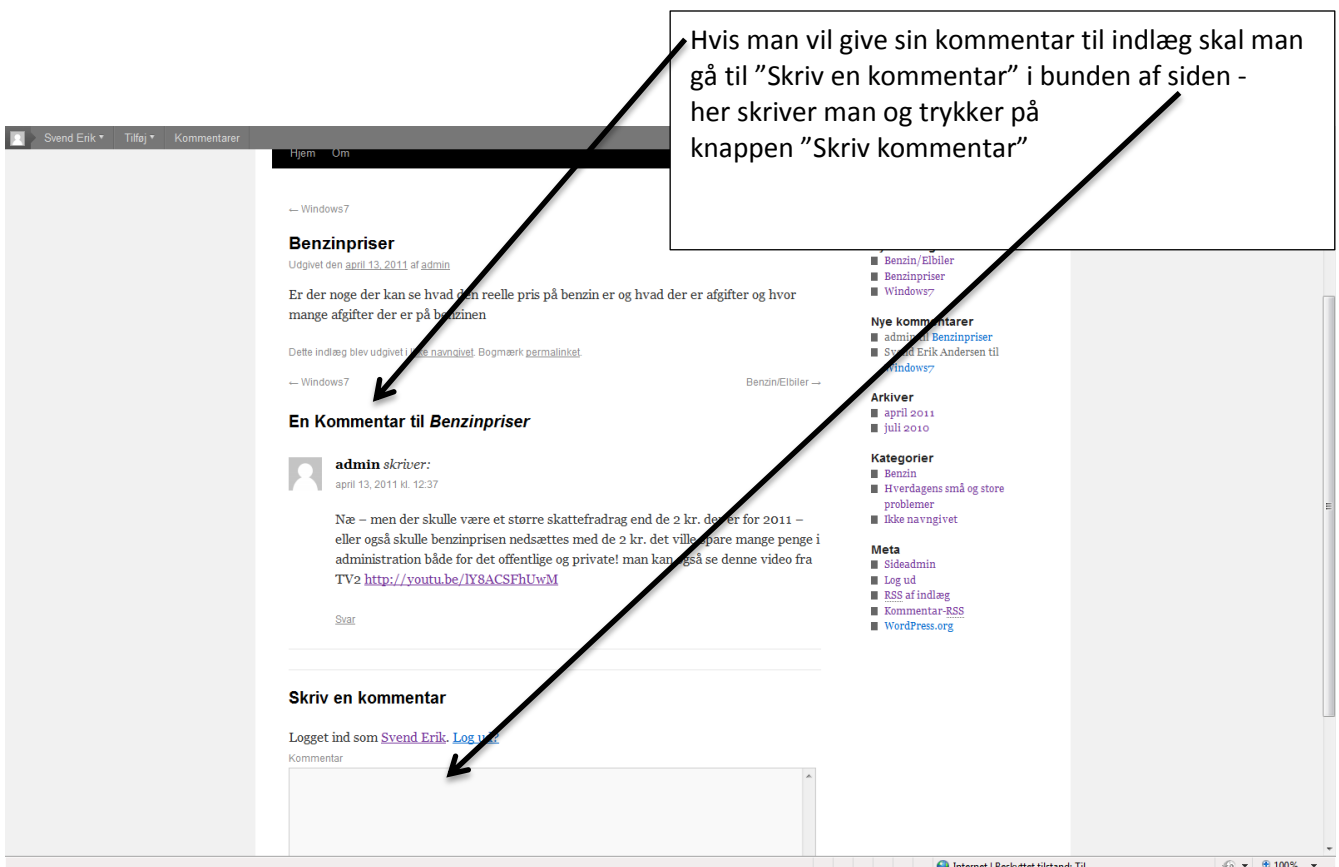 Hvis man vil give sin kommentar til indlæg skal man
gå til ”Skriv en kommentar” i bunden af siden -
her skriver man og trykker på
knappen ”Skriv kommentar”
Svend Erik
Tilføj
Kommentarer
Hjem Om
← Windows7
Benzinpriser
Udgivet den april 13, 2011 af admin
Er der noge der kan se hvad den reelle pris på benzin er og hvad der er afgifter og hvor
mange afgifter der er på benzinen
Dette indlæg blev udgivet i Ikke navngivet. Bogmærk permalinket.
← Windows7
Benzin/Elbiler →
En Kommentar til Benzinpriser
admin skriver:
april 13, 2011 kl. 12:37
Næ – men der skulle være et større skattefradrag end de 2 kr. der er for 2011 –
eller også skulle benzinprisen nedsættes med de 2 kr. det ville spare mange penge i
administration både for det offentlige og private! man kan også se denne video fra
TV2 http://youtu.be/lY8ACSFhUwM
Svar
Skriv en kommentar
Logget ind som Svend Erik. Log ud?
Kommentar
Benzin/Elbiler
Benzinpriser
Windows7
Nye kommentarer
admin til Benzinpriser
Svend Erik Andersen til
Windows7
Arkiver
april 2011
juli 2010
Kategorier
Benzin
Hverdagens små og store
problemer
Ikke navngivet
Meta
Sideadmin
Log ud
RSS af indlæg
Kommentar-RSS
WordPress.org
Internet | Beskyttet tilstand: Til
100%